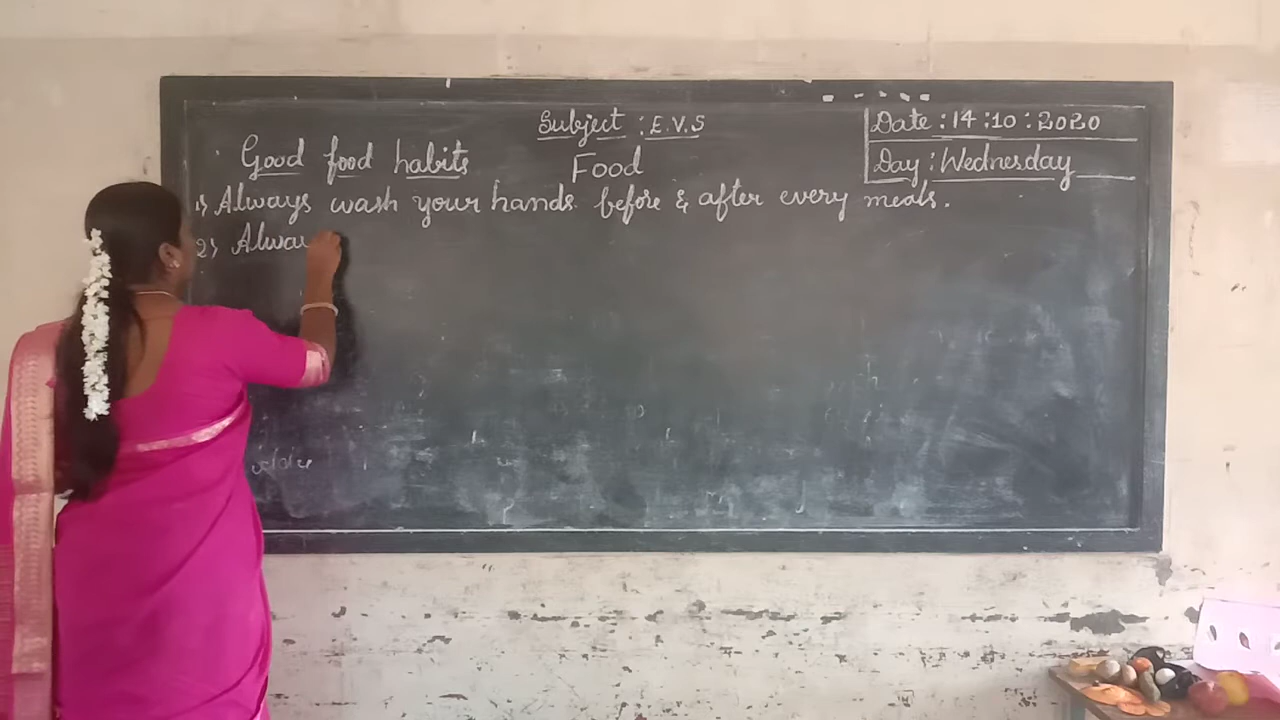 Subject : E.V.S
Date : 14 : 10 : 2020
Good food habits
Food
Day : Wednesday
1) Always wash your hands before & after every meals.
2) Alwa